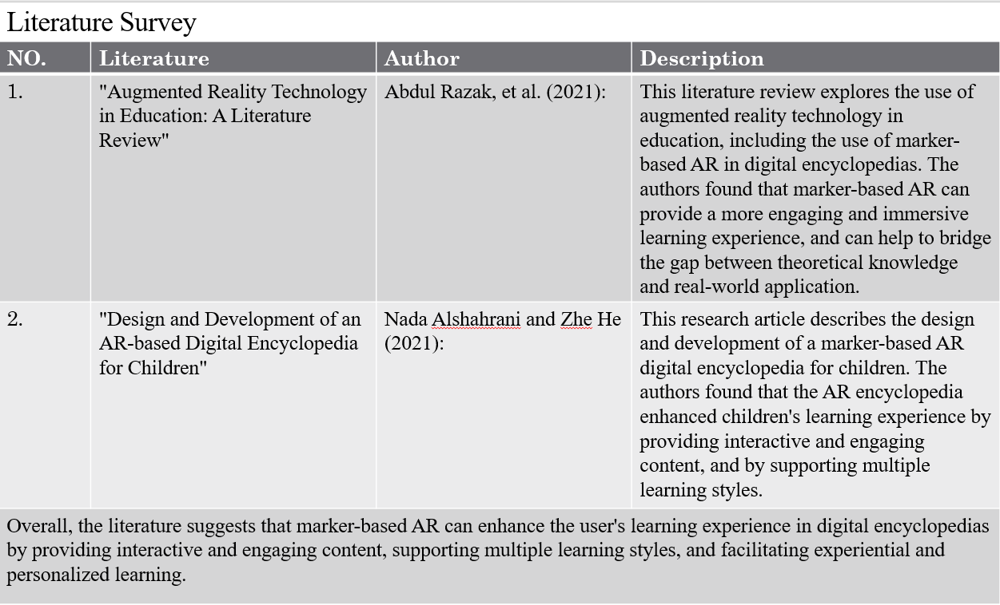 Literature Survey
NO. Literature Author Description
1.
"Augmented Reality Technology
in Education: A Literature
Review"
Abdul Razak, et al. (2021):
This literature review explores the use of
augmented reality technology in
education, including the use of marker-
based AR in digital encyclopedias. The
authors found that marker-based AR can
provide a more engaging and immersive
learning experience, and can help to bridge
the gap between theoretical knowledge
and real-world application.
2.
"Design and Development of an
AR-based Digital Encyclopedia
for Children"
Nada Alshahrani and Zhe He
(2021):
This research article describes the design
and development of a marker-based AR
digital encyclopedia for children. The
authors found that the AR encyclopedia
enhanced children's learning experience by
providing interactive and engaging
content, and by supporting multiple
learning styles.
Overall, the literature suggests that marker-based AR can enhance the user's learning experience in digital encyclopedias
by providing interactive and engaging content, supporting multiple learning styles, and facilitating experiential and
personalized learning.